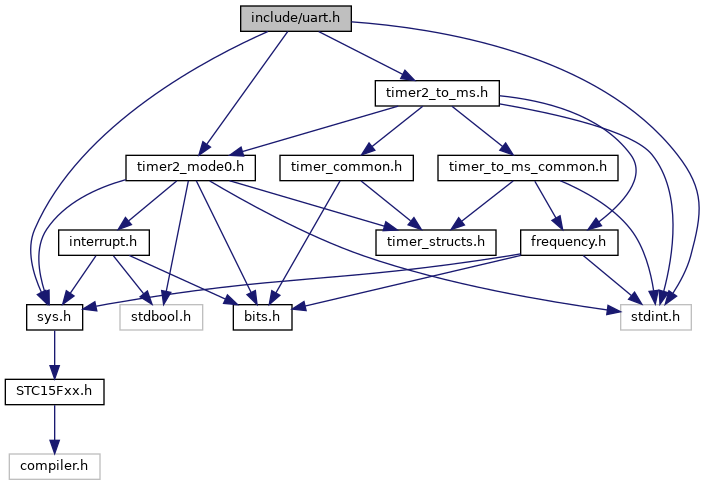 include/uart.h
timer2_to_ms.h
timer2_mode0.h
timer_common.h
timer_to_ms_common.h
interrupt.h
timer_structs.h
frequency.h
sys.h
stdbool.h
bits.h
stdint.h
STC15Fxx.h
compiler.h